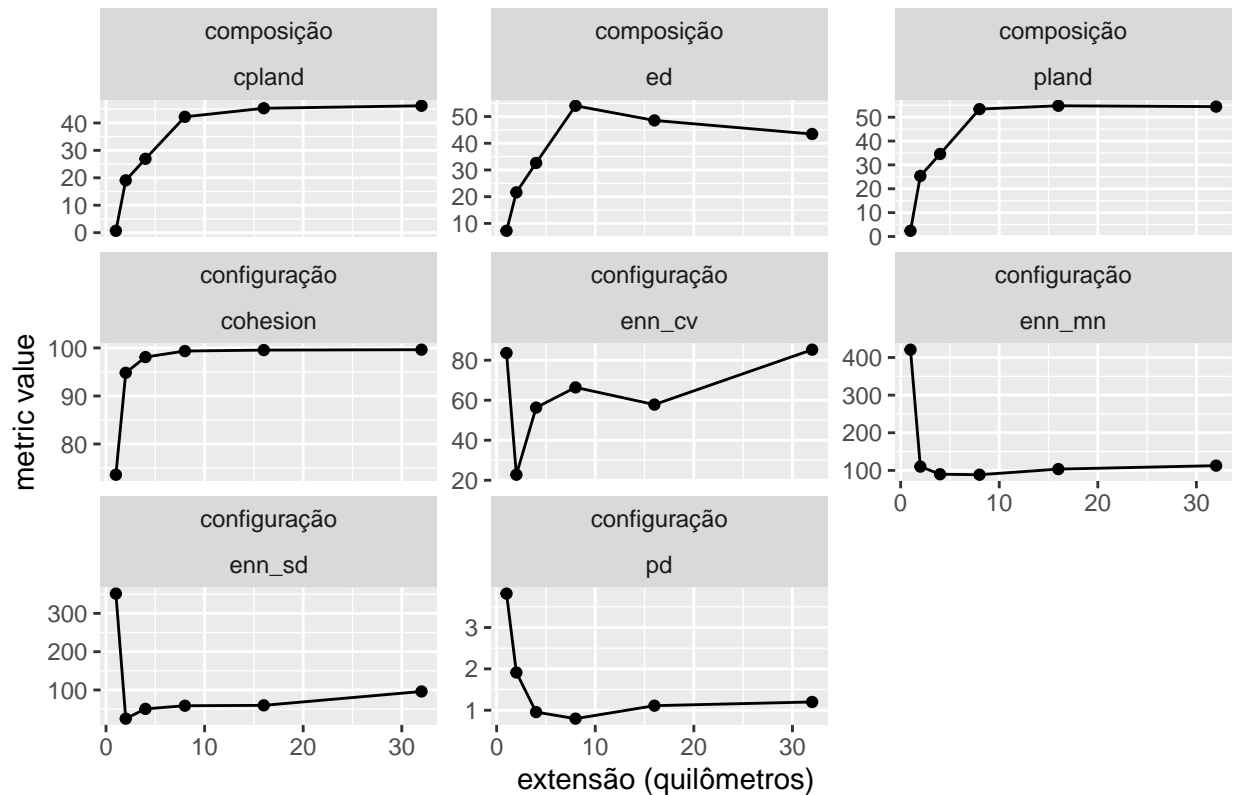 composição
cpland
40
30
20
10
0
composição
ed
50
40
30
20
10
composição
pland
50
40
30
20
10
0
metric value
configuração
cohesion
100
90
80
configuração
enn_cv
80
60
40
20
configuração
enn_mn
400
300
200
100
0 10 20 30
configuração
enn_sd
300
200
100
0 10 20 30
configuração
pd
3
2
1
0 10 20 30
extensão (quilômetros)